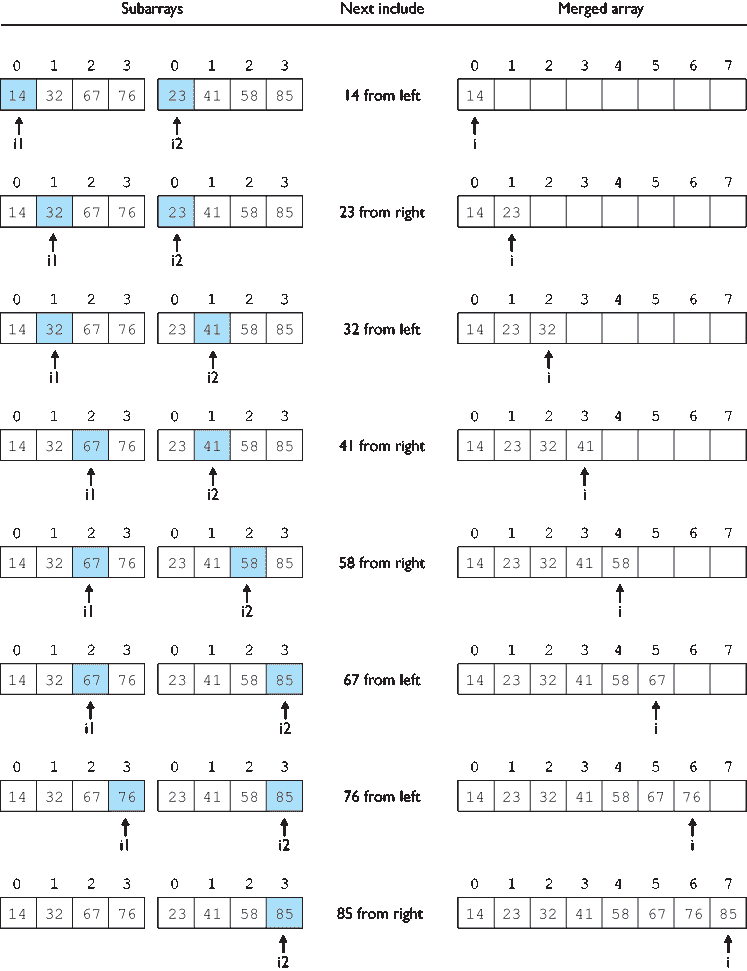 Subarrays Next include Merged array
0 1 2 3 0 1 2 3 0 1 2 3 4 5 6 7
14 32 67 76 23 41 58 85 14 from left 14
i1 i2 i
0 1 2 3 0 1 2 3 0 1 2 3 4 5 6 7
14 32 67 76 23 41 58 85 23 from right 14 23
i1 i2 i
0 1 2 3 0 1 2 3 0 1 2 3 4 5 6 7
14 32 67 76 23 41 58 85 32 from left 14 23 32
i1 i2 i
0 1 2 3 0 1 2 3 0 1 2 3 4 5 6 7
14 32 67 76 23 41 58 85 41 from right 14 23 32 41
i1 i2 i
0 1 2 3 0 1 2 3 0 1 2 3 4 5 6 7
14 32 67 76 23 41 58 85 58 from right 14 23 32 41 58
i1 i2 i
0 1 2 3 0 1 2 3 0 1 2 3 4 5 6 7
14 32 67 76 23 41 58 85 67 from left 14 23 32 41 58 67
i1 i2 i
0 1 2 3 0 1 2 3 0 1 2 3 4 5 6 7
14 32 67 76 23 41 58 85 76 from left 14 23 32 41 58 67 76
i1 i2 i
0 1 2 3 0 1 2 3 0 1 2 3 4 5 6 7
14 32 67 76 23 41 58 85 85 from right 14 23 32 41 58 67 76 85
i2 i